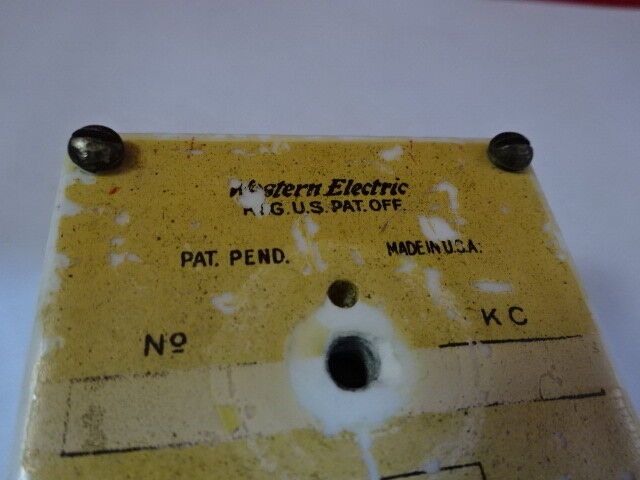 Western Electric
REG. U.S. PAT. OFF.
PAT. PEND. MADE IN U.S.A.
Nº KC